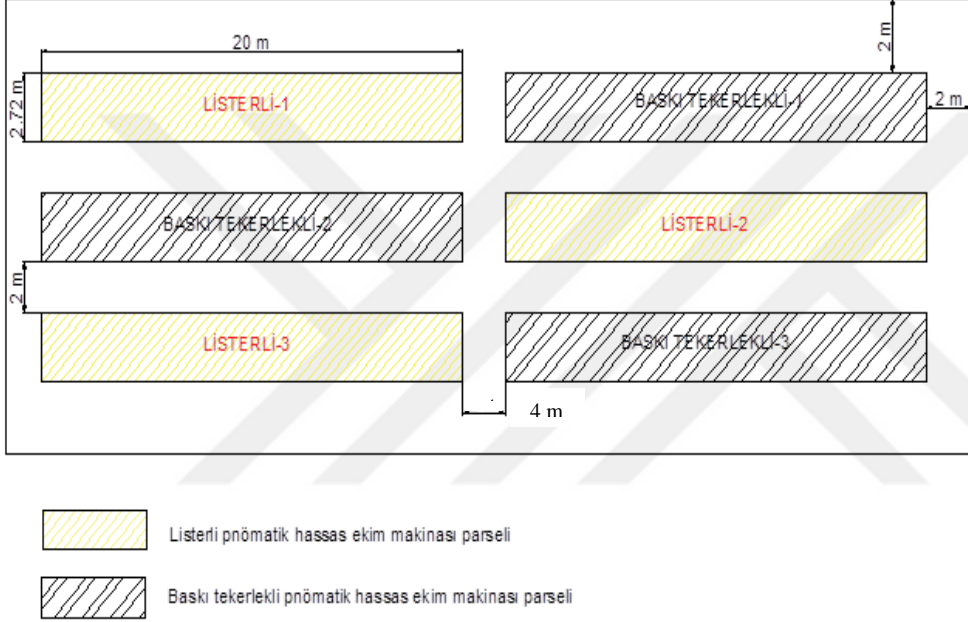 2 m
20 m
2.72 m
LİSTERLİ-1
BASKI TEKERLEKLİ-1
2 m
BASKI TEKERLEKLİ-2
LİSTERLİ-2
2 m
LİSTERLİ-3
BASKI TEKERLEKLİ-3
4 m
Listerli pnömatik hassas ekim makinası parseli
Baskı tekerlekli pnömatik hassas ekim makinası parseli